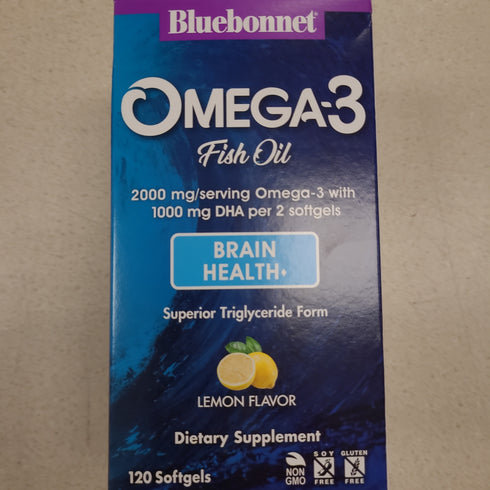 Bluebonnet®
OMEGA-3
Fish Oil
2000 mg/serving Omega-3 with
1000 mg DHA per 2 softgels
BRAIN
HEALTH♦
Superior Triglyceride Form
LEMON FLAVOR
Dietary Supplement
120 Softgels
NON
GMO
SOY
FREE
GLUTEN
FREE